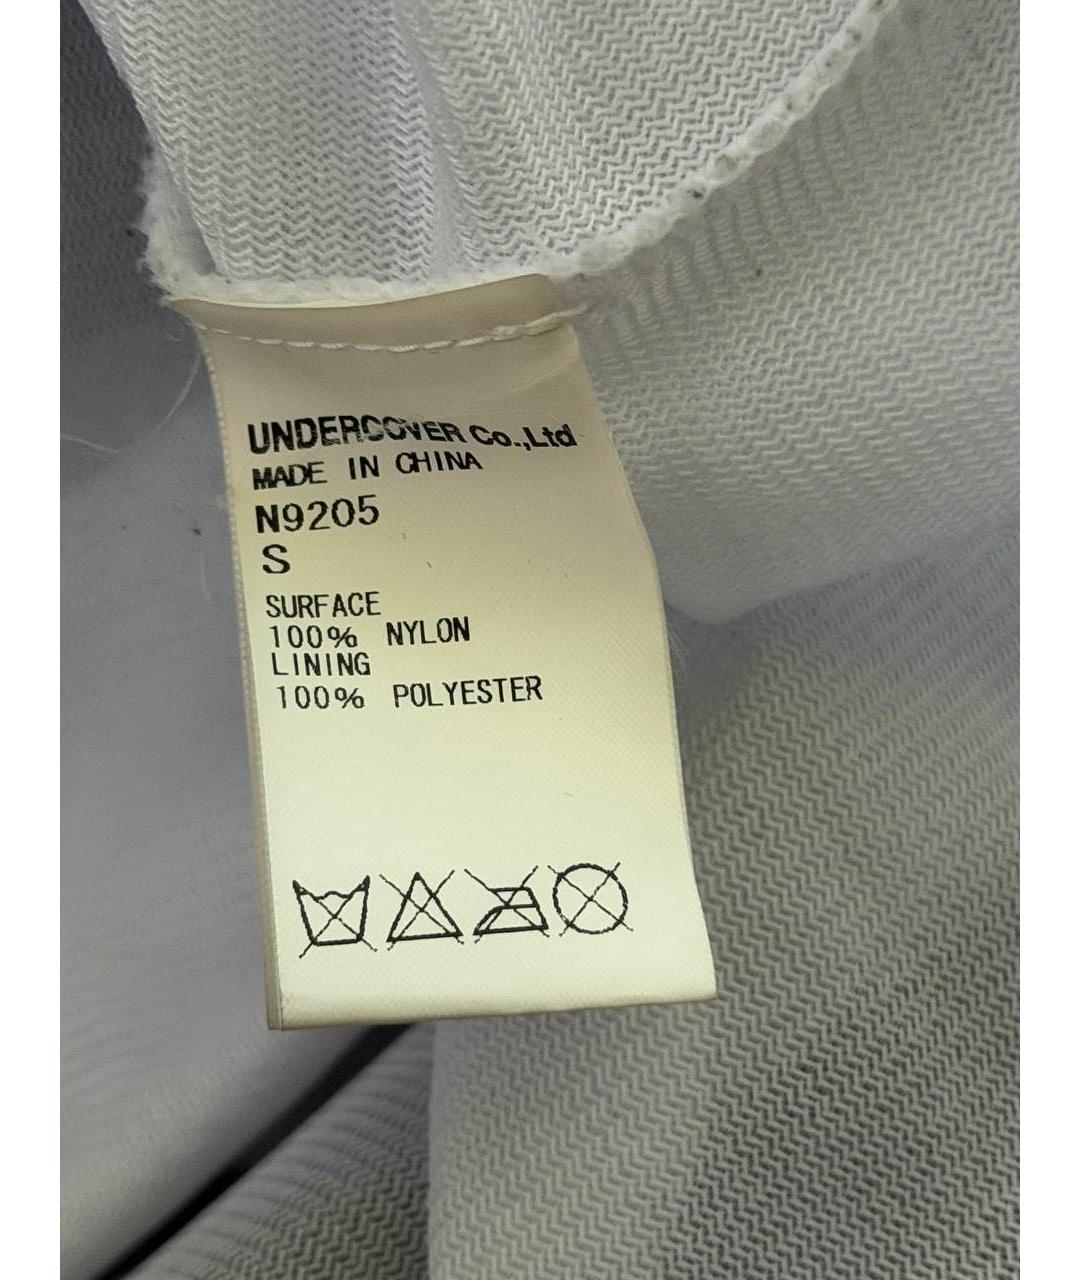 UNDERCOVER Co.,Ltd
MADE IN CHINA
N9205
S
SURFACE
100% NYLON
LINING
100% POLYESTER